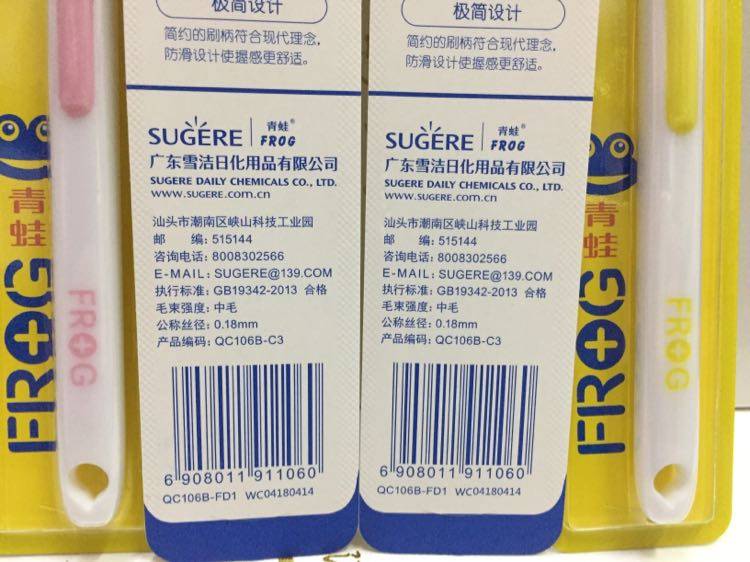 极简设计
简约的刷柄符合现代理念,
防滑设计使握感更舒适。
SUGERE 青蛙® FROG
广东雪洁日化用品有限公司
SUGERE DAILY CHEMICALS CO., LTD.
www.SUGERE.com.cn
汕头市潮南区峡山科技工业园
邮 编: 515144
咨询电话: 8008302566
E-MAIL: SUGERE@139.COM
执行标准: GB19342-2013 合格
毛束强度: 中毛
公称丝径: 0.18mm
产品编码: QC106B-C3
6 908011 911060
QC106B-FD1 WC04180414
极简设计
简约的刷柄符合现代理念,
防滑设计使握感更舒适。
SUGERE 青蛙® FROG
广东雪洁日化用品有限公司
SUGERE DAILY CHEMICALS CO., LTD.
www.SUGERE.com.cn
汕头市潮南区峡山科技工业园
邮 编: 515144
咨询电话: 8008302566
E-MAIL: SUGERE@139.COM
执行标准: GB19342-2013 合格
毛束强度: 中毛
公称丝径: 0.18mm
产品编码: QC106B-C3
6 908011 911060
QC106B-FD1 WC04180414
青蛙
FROG
FROG
青蛙
FROG
FROG